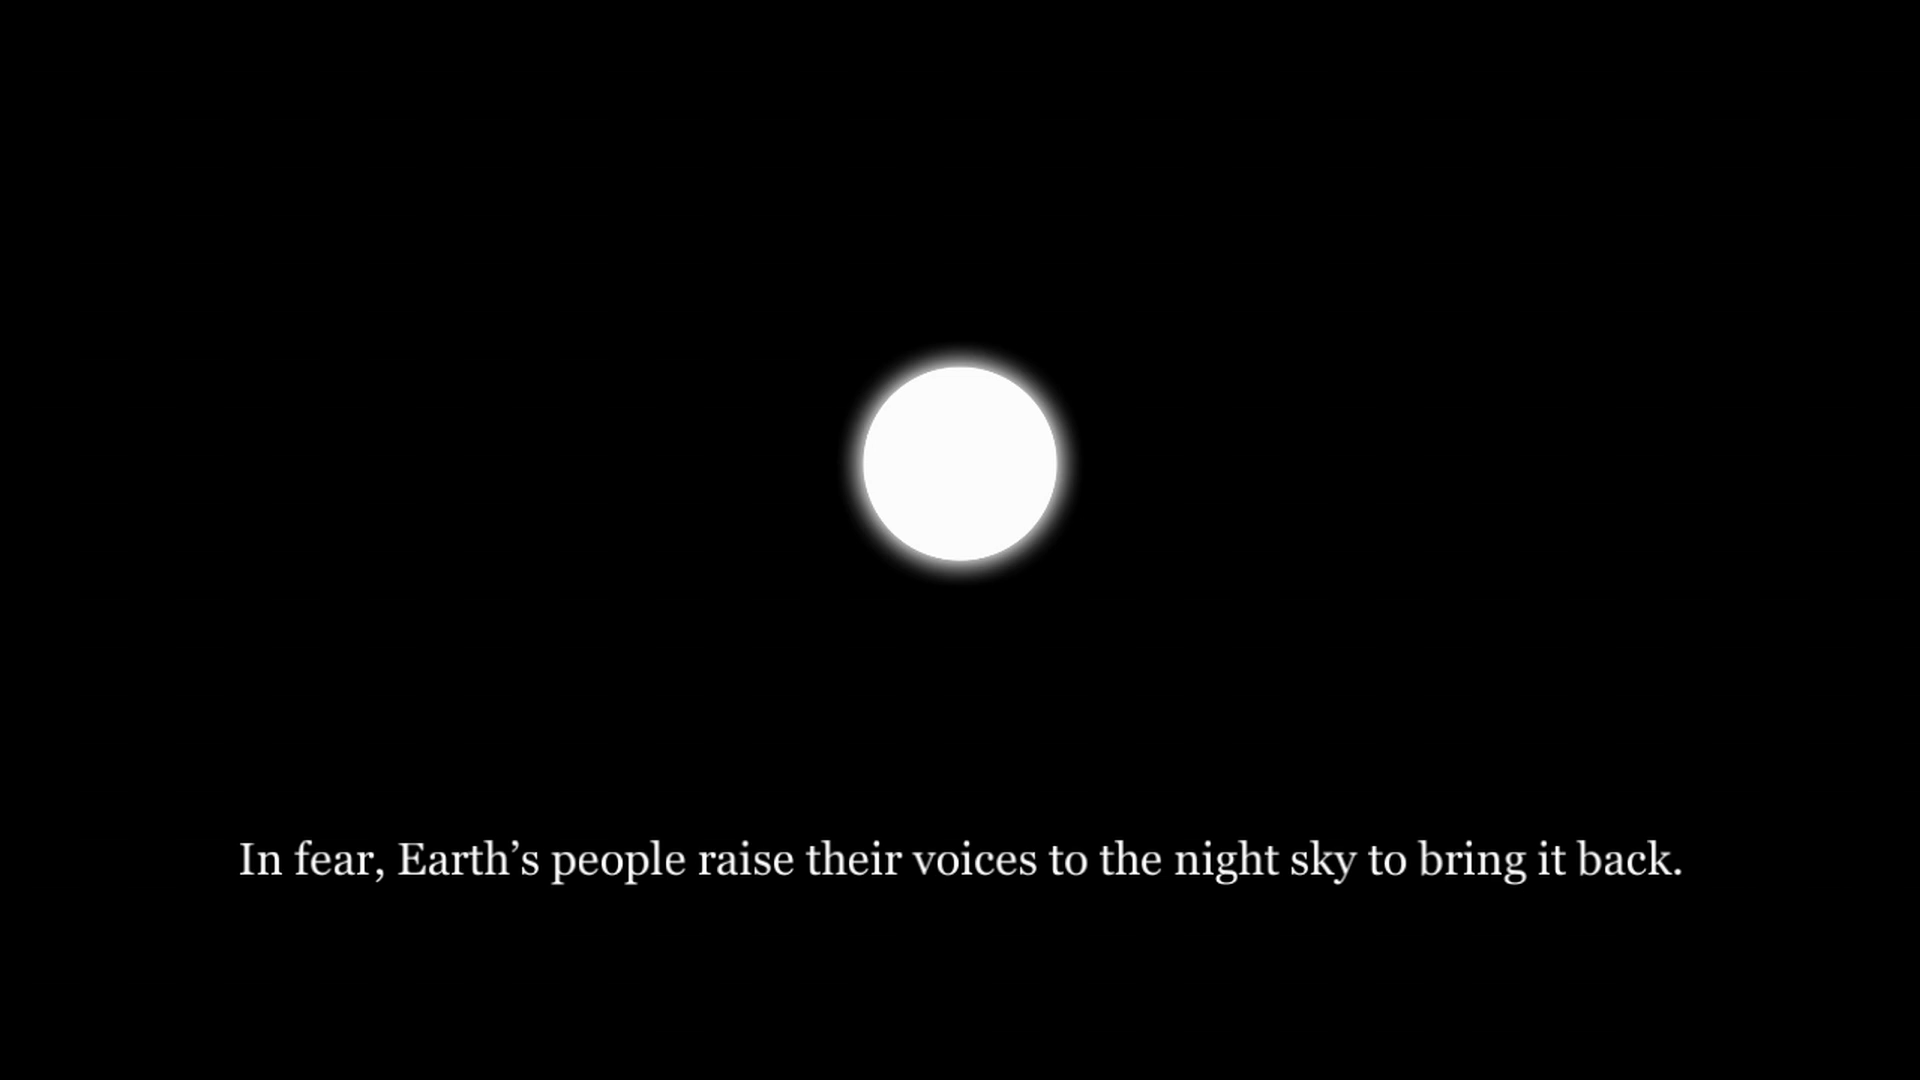 In fear, Earth’s people raise their voices to the night sky to bring it back.